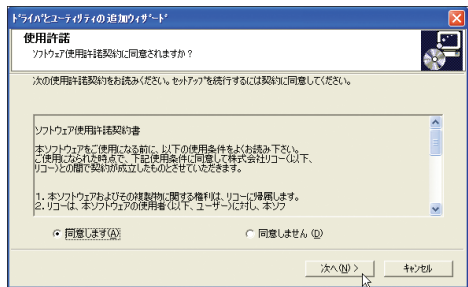 ﾄﾞﾗｲﾊﾞとﾕｰﾃｨﾘﾃｨの追加ｳｨｻﾞｰﾄﾞ
使用許諾
ｿﾌﾄｳｪｱ使用許諾契約に同意されますか？
次の使用許諾契約をお読みください。ｾｯﾄｱｯﾌﾟを続行するには契約に同意してください。
ソフトウェア使用許諾契約書
本ソフトウェアをご使用になる前に、以下の使用条件をよくお読み下さい。
ご使用になられた時点で、下記使用条件に同意して株式会社リコー(以下、
リコー)との間で契約が成立したものとさせていただきます。
1. 本ソフトウェアおよびその複製物に関する権利は、リコーに帰属します。
2. リコーは、本ソフトウェアの使用者(以下、ユーザー)に対し、本ソフ
同意します(A)
同意しません (D)
次へ(N) >
ｷｬﾝｾﾙ